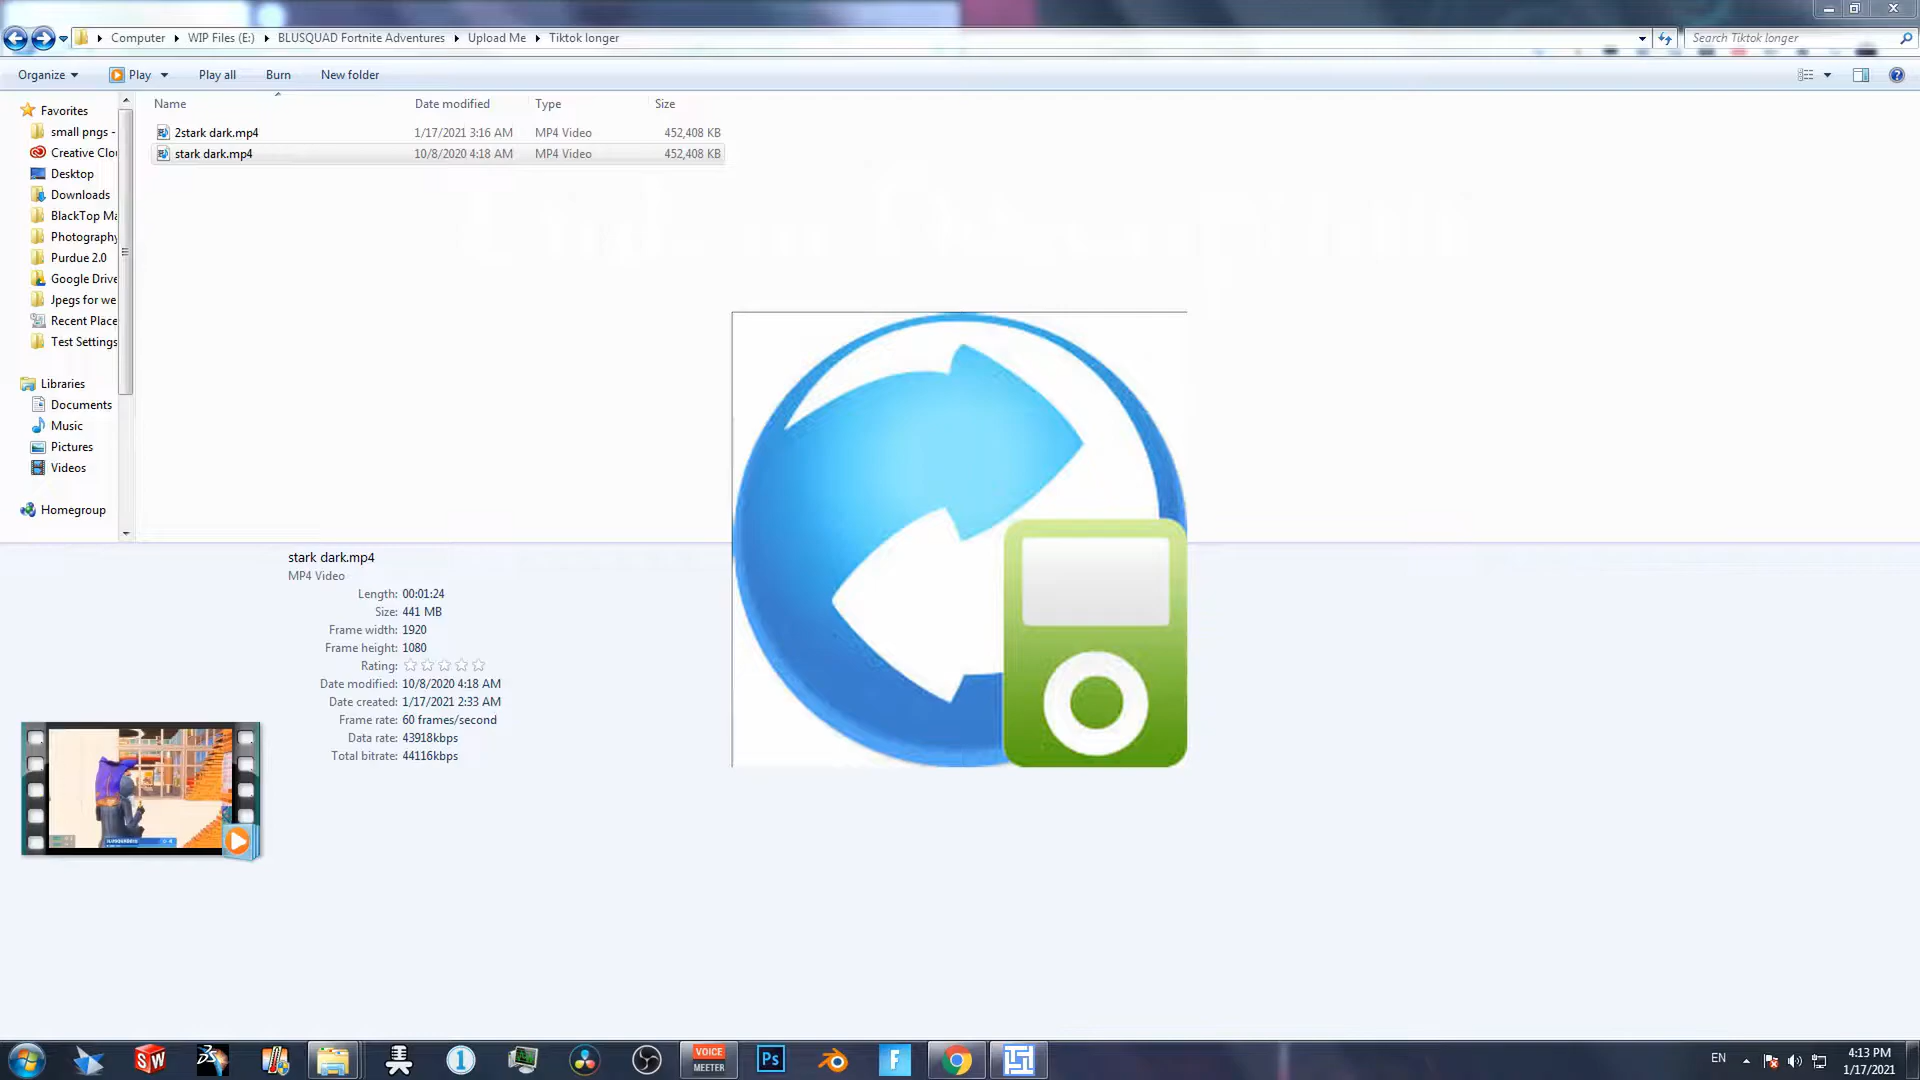 Computer WIP Files (E:) BLUSQUAD Fortnite Adventures Upload Me Tiktok longer Search Tiktok longer
Organize Play Play all Burn New folder
Favorites
small pngs -
Creative Clo
Desktop
Downloads
BlackTop Ma
Photography
Purdue 2.0
Google Drive
Jpegs for we
Recent Place
Test Settings
Libraries
Documents
Music
Pictures
Videos
Homegroup
Name Date modified Type Size
2stark dark.mp4 1/17/2021 3:16 AM MP4 Video 452,408 KB
stark dark.mp4 10/8/2020 4:18 AM MP4 Video 452,408 KB
stark dark.mp4
MP4 Video
Length: 00:01:24
Size: 441 MB
Frame width: 1920
Frame height: 1080
Rating:
Date modified: 10/8/2020 4:18 AM
Date created: 1/17/2021 2:33 AM
Frame rate: 60 frames/second
Data rate: 43918kbps
Total bitrate: 44116kbps
SW
DS
1
VOICE
MEETER
Ps
F
EN
4:13 PM
1/17/2021